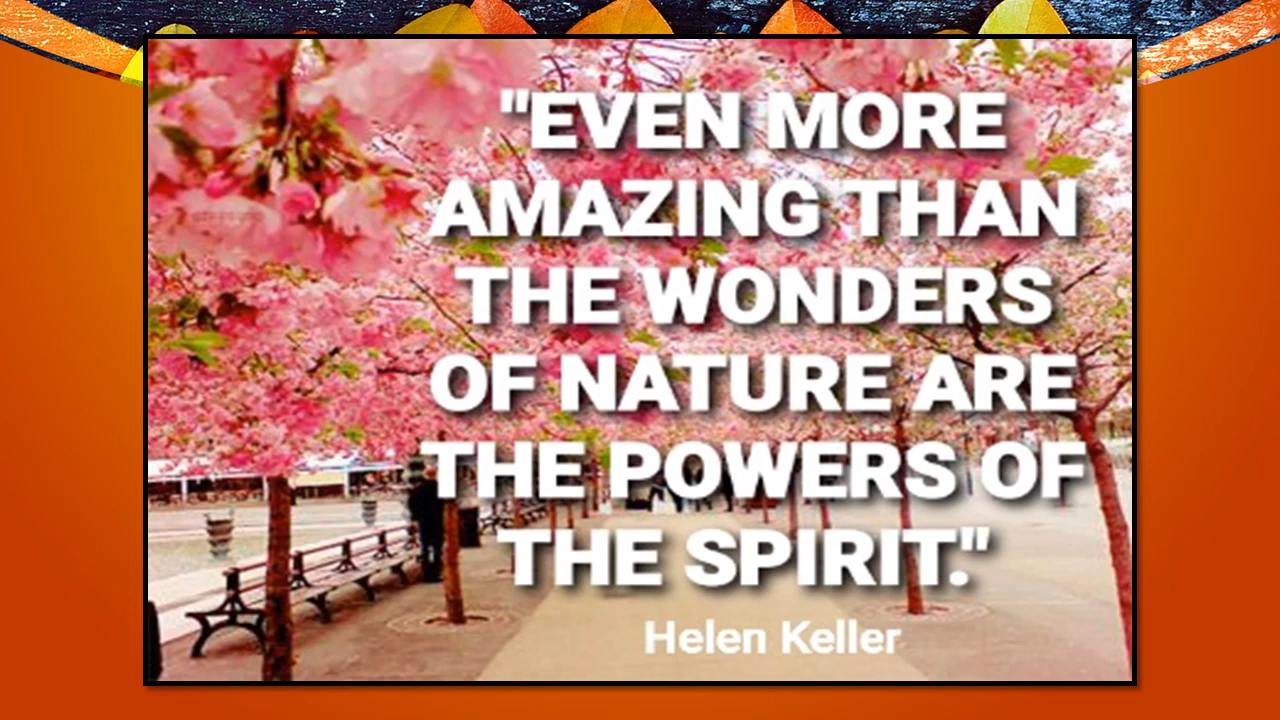 "EVEN MORE
AMAZING THAN
THE WONDERS
OF NATURE ARE
THE POWERS OF
THE SPIRIT."
Helen Keller